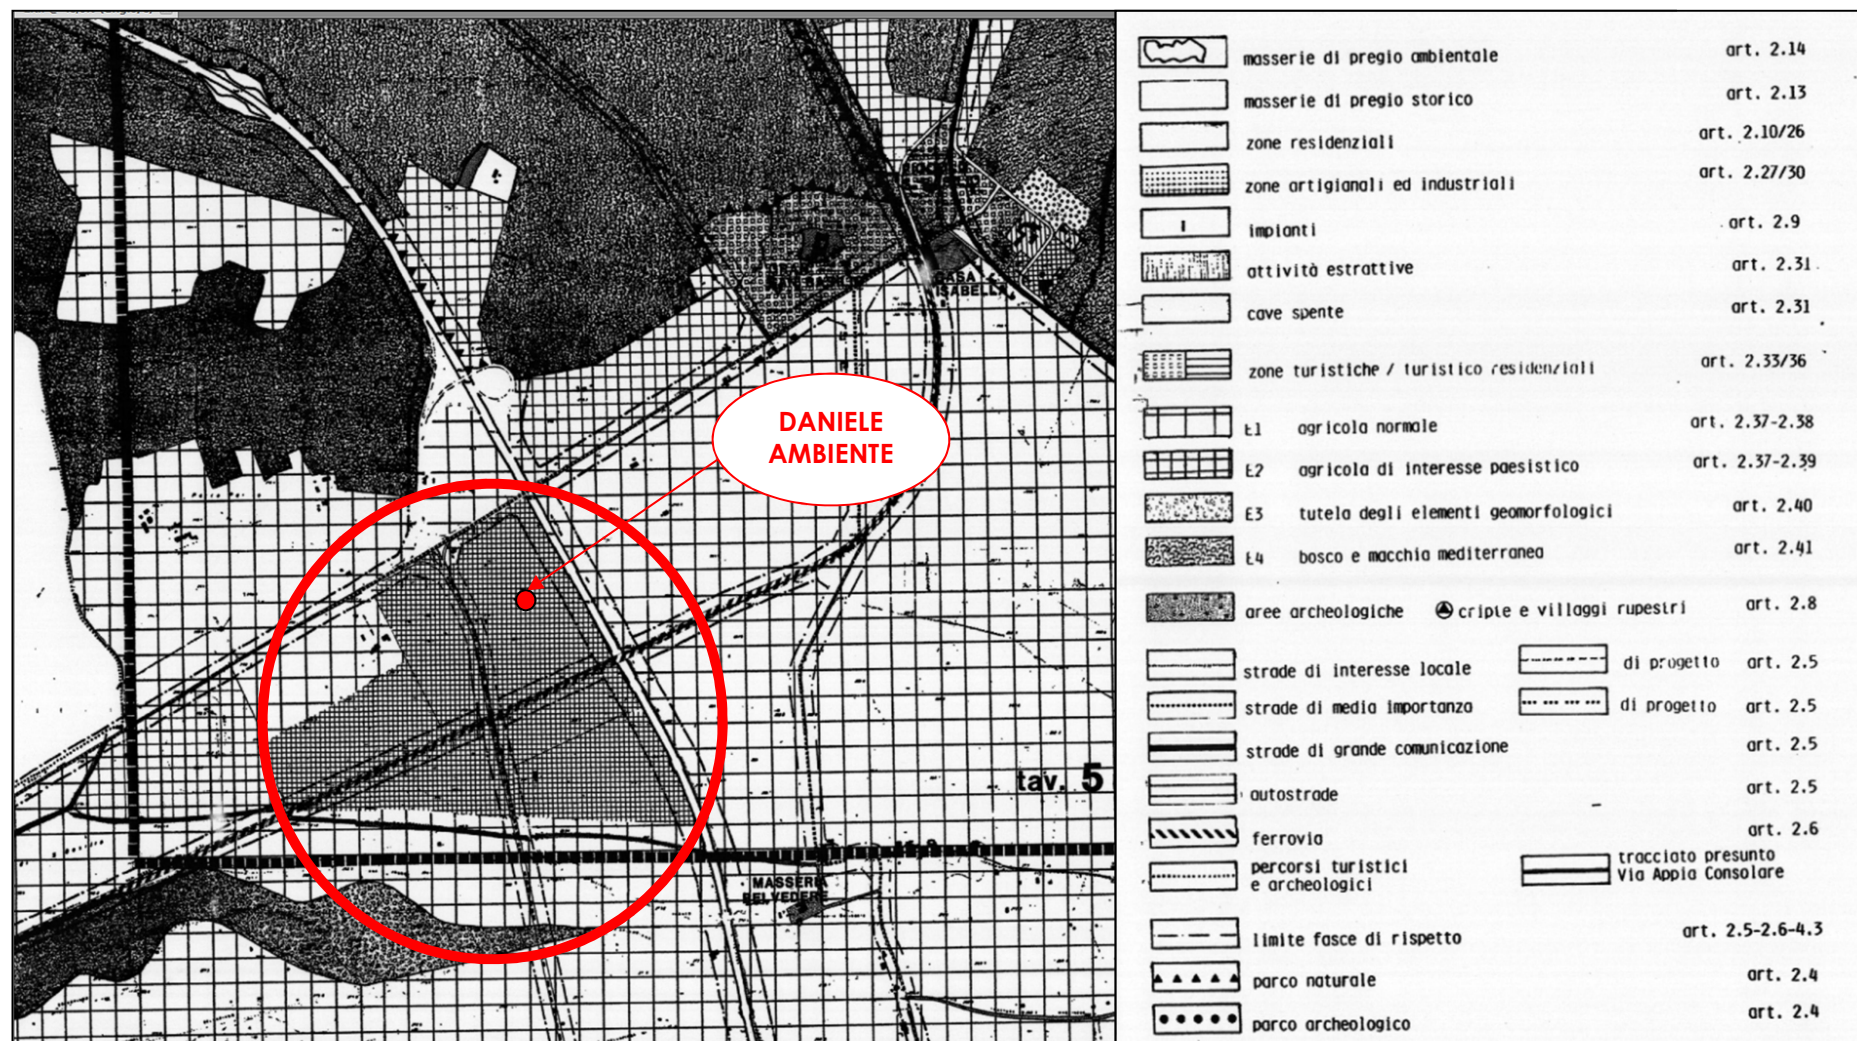 DANIELE
AMBIENTE
GRAN
CASA
ISABELLA
tav. 5
MASSERIA
BELVEDERE
masserie di pregio ambientale art. 2.14
masserie di pregio storico art. 2.13
zone residenziali art. 2.10/26
zone artigianali ed industriali art. 2.27/30
impianti art. 2.9
attività estrattive art. 2.31
cave spente art. 2.31
zone turistiche / turistico residenziali art. 2.33/36
E1 agricola normale art. 2.37-2.38
E2 agricola di interesse paesistico art. 2.37-2.39
E3 tutela degli elementi geomorfologici art. 2.40
E4 bosco e macchia mediterranea art. 2.41
aree archeologiche cripte e villaggi rupestri art. 2.8
strade di interesse locale di progetto art. 2.5
strade di media importanza di progetto art. 2.5
strade di grande comunicazione art. 2.5
autostrade art. 2.5
ferrovia art. 2.6
percorsi turistici
e archeologici
tracciato presunto
Via Appia Consolare
limite fasce di rispetto art. 2.5-2.6-4.3
parco naturale art. 2.4
parco archeologico art. 2.4